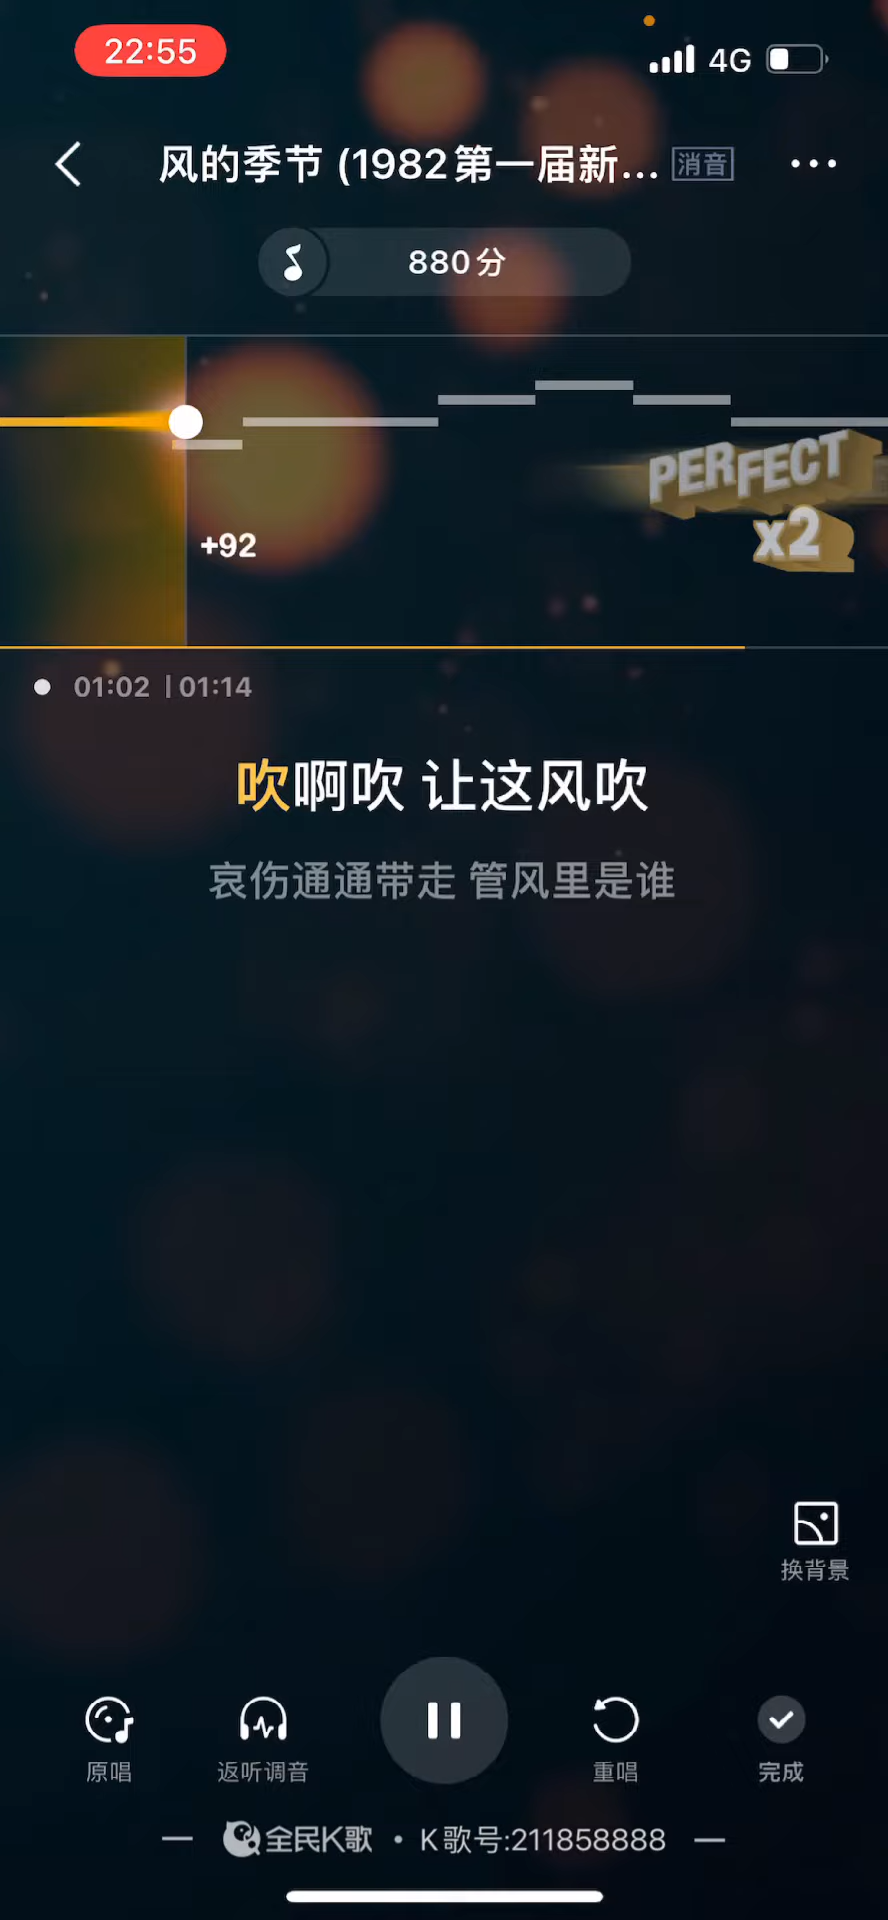 22:55
4G
风的季节 (1982第一届新... 消音
880分
PERFECT
x2
+92
01:02 | 01:14
吹啊吹 让这风吹
哀伤通通带走 管风里是谁
换背景
原唱 返听调音 重唱 完成
全民K歌 · K歌号:211858888